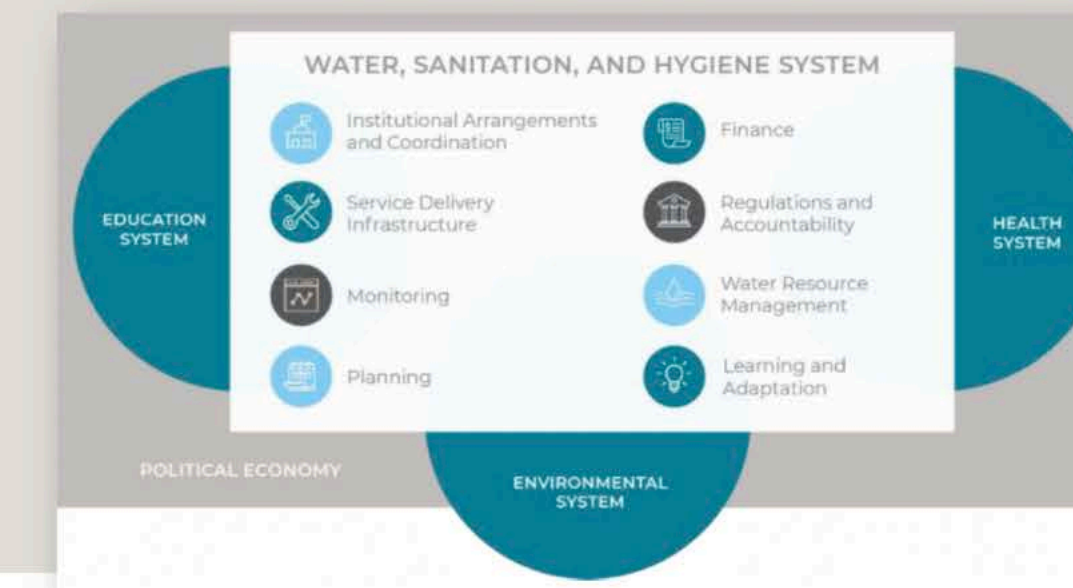 WATER, SANITATION, AND HYGIENE SYSTEM
Institutional Arrangements
and Coordination
Service Delivery
Infrastructure
Monitoring
Planning
Finance
Regulations and
Accountability
Water Resource
Management
Learning and
Adaptation
EDUCATION
SYSTEM
HEALTH
SYSTEM
POLITICAL ECONOMY
ENVIRONMENTAL
SYSTEM